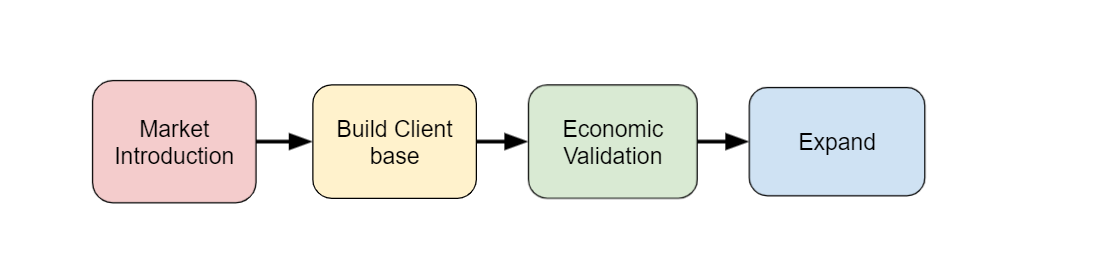 Market
Introduction
Build Client
base
Economic
Validation
Expand